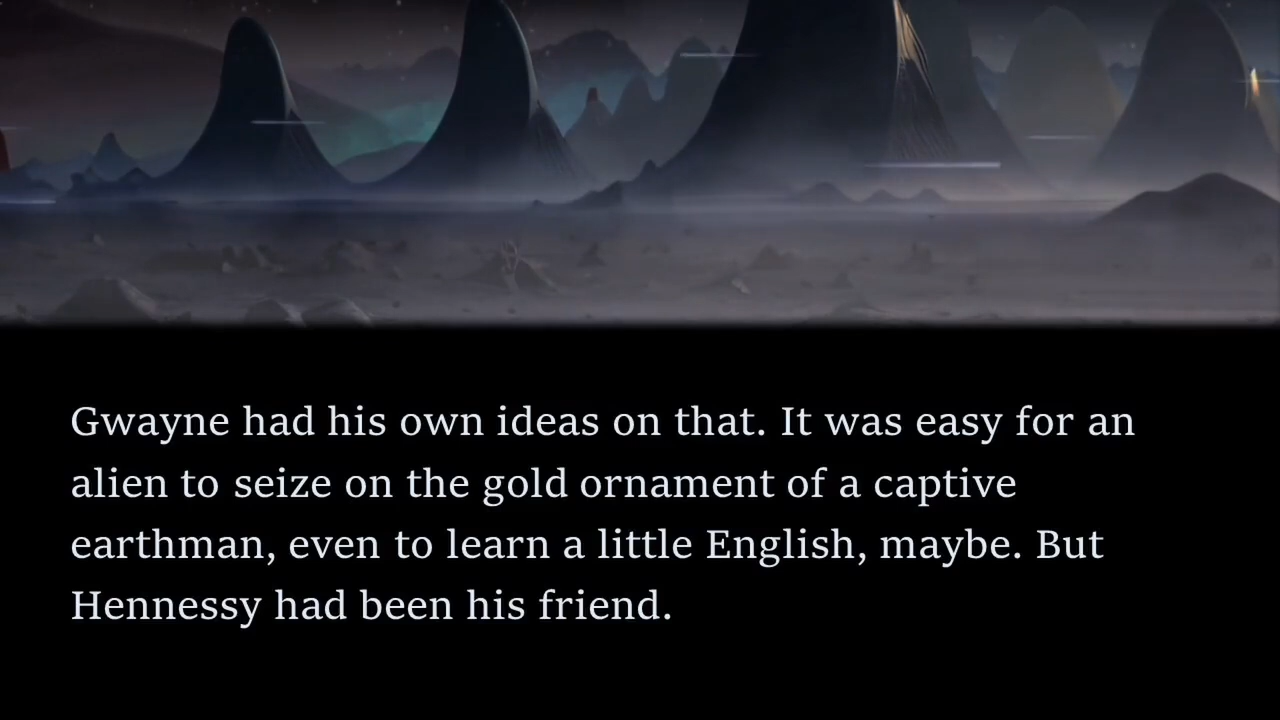 Gwayne had his own ideas on that. It was easy for an
alien to seize on the gold ornament of a captive
earthman, even to learn a little English, maybe. But
Hennessy had been his friend.